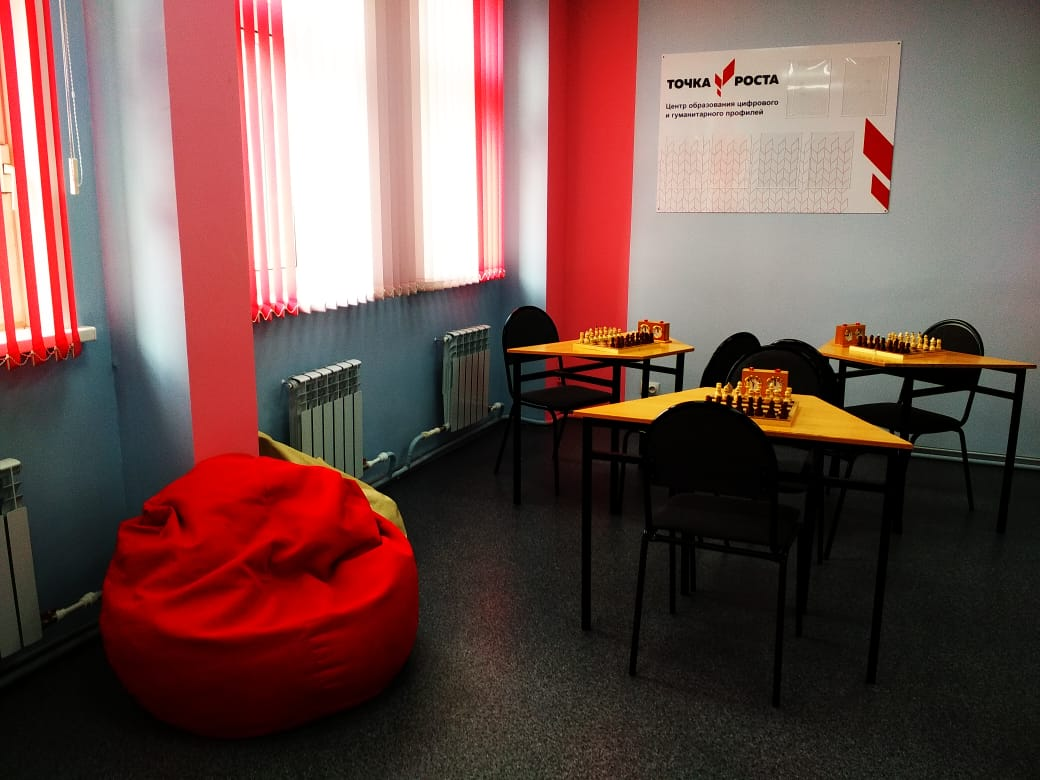 ТОЧКА РОСТА
Центр образования цифрового
и гуманитарного профилей